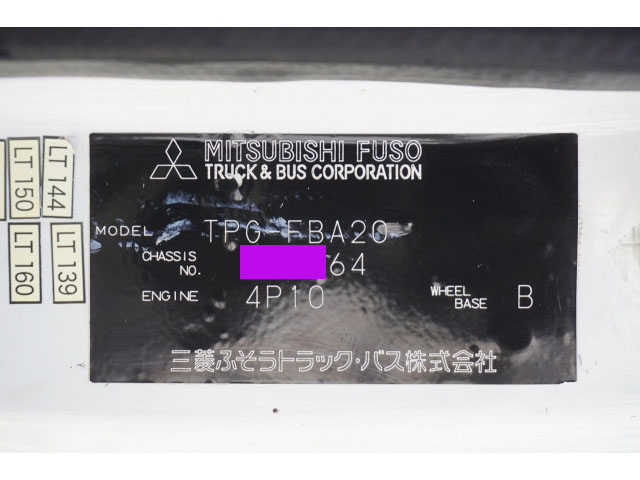 MITSUBISHI FUSO
TRUCK & BUS CORPORATION
MODEL TPG-FBA20
CHASSIS NO. 64
ENGINE 4P10 WHEEL BASE B
三菱ふそうトラック・バス株式会社
LT 144
LT 150
LT 139
LT 160